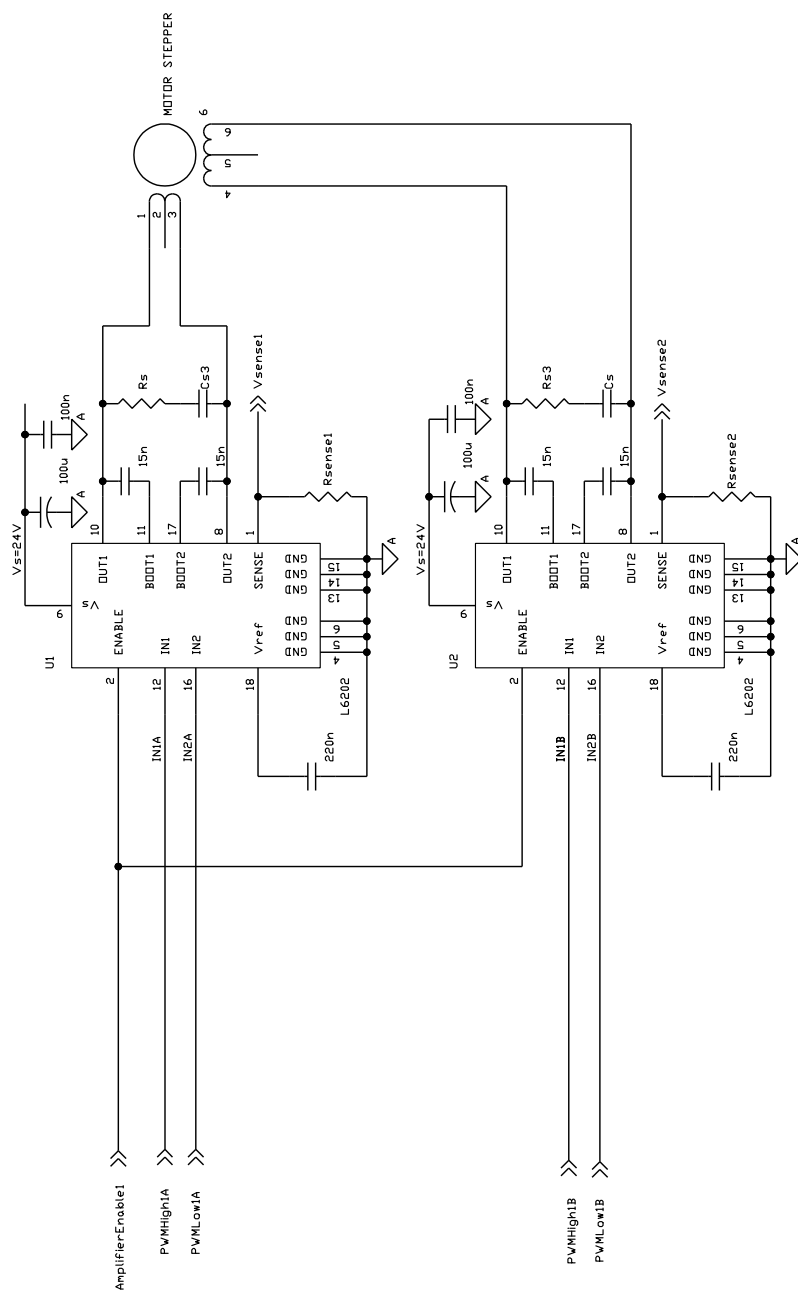 MOTOR STEPPER
6
6
5
4
1
2
3
Vs=24V
100u
A
100n
A
Rs
Cs3
15n
15n
Vsense1
Rsense1
A
10
11
17
8
1
9
OUT1
BOOT1
BOOT2
OUT2
SENSE
GND
GND
GND
GND
GND
GND
15
14
13
6
5
4
Vs
ENABLE
IN1
IN2
Vref
U1
L6202
2
12
16
18
IN1A
IN2A
220n
Vs=24V
100u
A
100n
A
Rs3
Cs
15n
15n
Vsense2
Rsense2
A
10
11
17
8
1
9
OUT1
BOOT1
BOOT2
OUT2
SENSE
GND
GND
GND
GND
GND
GND
15
14
13
6
5
4
Vs
ENABLE
IN1
IN2
Vref
U2
L6202
2
12
16
18
IN1B
IN2B
220n
AmplifierEnable1
PWMHigh1A
PWMLow1A
PWMHigh1B
PWMLow1B